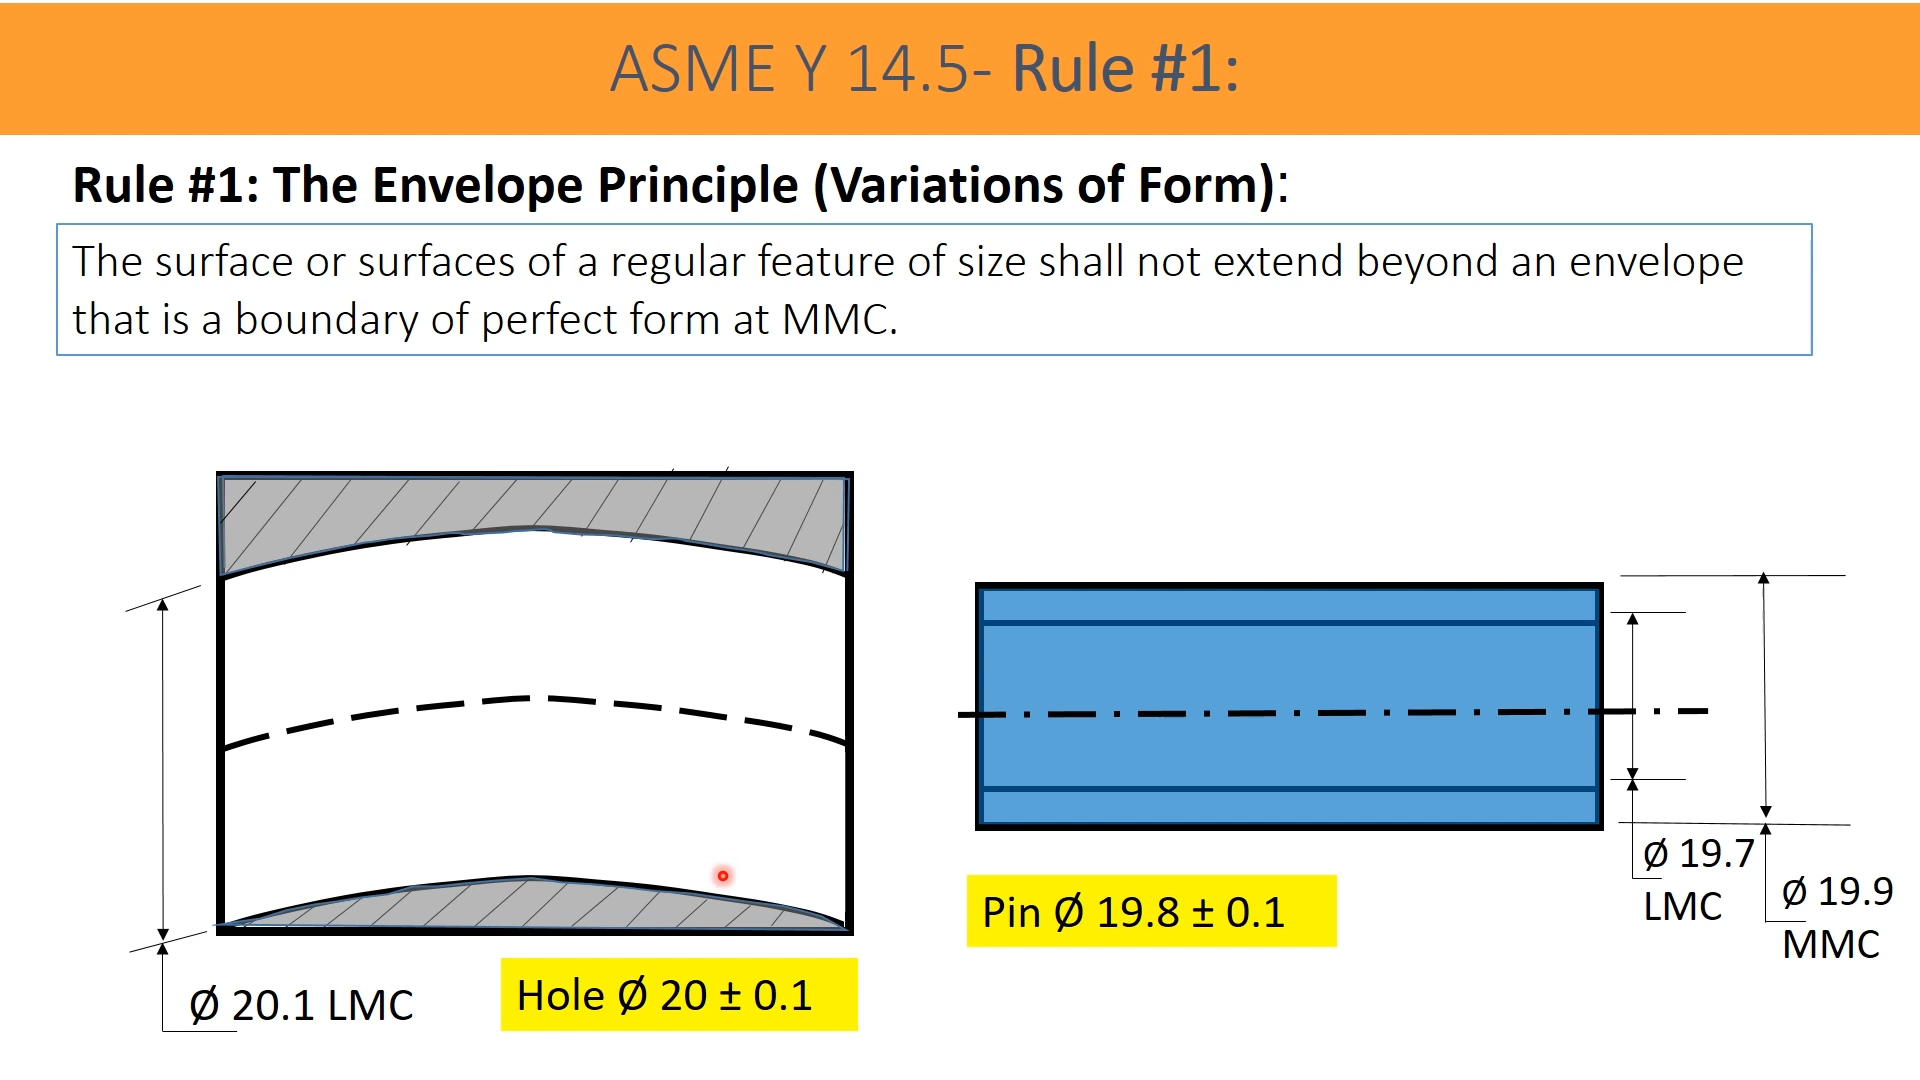 ASME Y 14.5- Rule #1:
Rule #1: The Envelope Principle (Variations of Form):
The surface or surfaces of a regular feature of size shall not extend beyond an envelope
that is a boundary of perfect form at MMC.
Ø 20.1 LMC
Hole Ø 20 ± 0.1
Pin Ø 19.8 ± 0.1
Ø 19.7
LMC
Ø 19.9
MMC